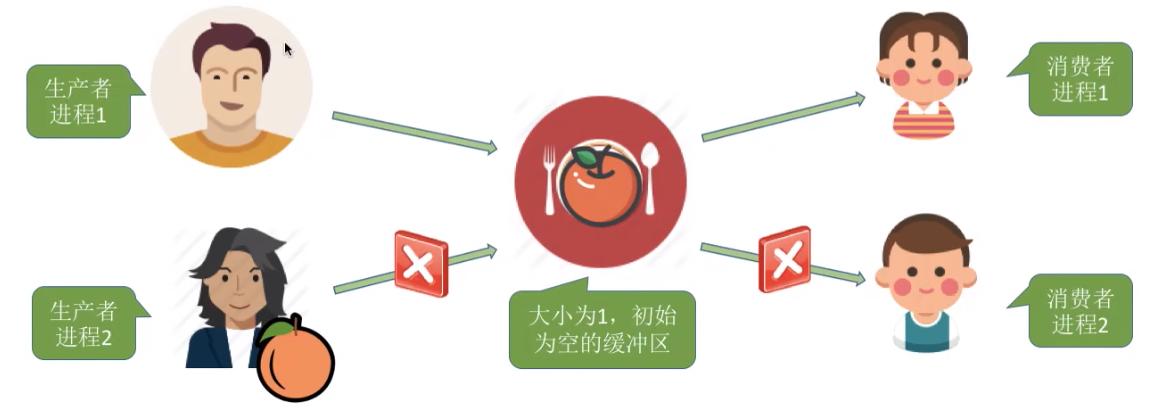 生产者
进程1
消费者
进程1
生产者
进程2
大小为1，初始
为空的缓冲区
消费者
进程2